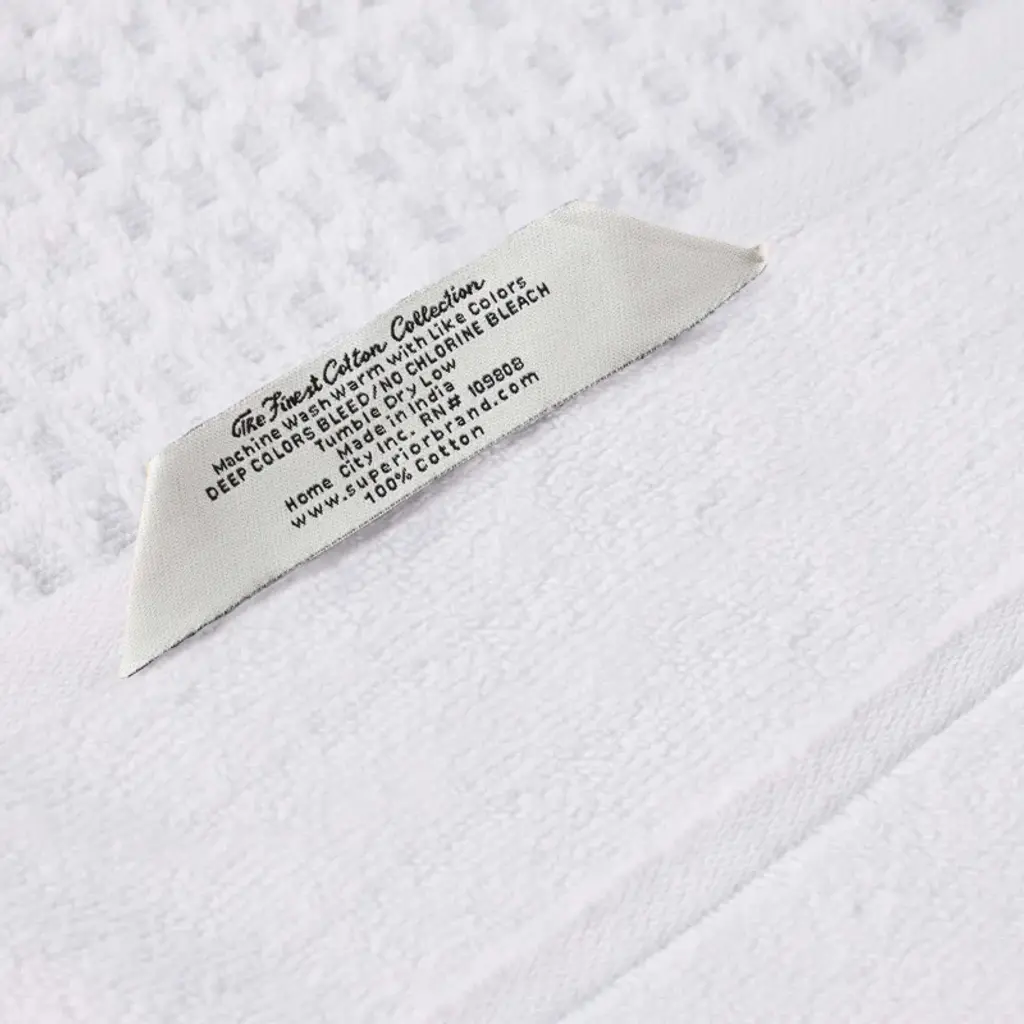 The Finest Cotton Collection
Machine Wash Warm with Like Colors
DEEP COLORS BLEED/NO CHLORINE BLEACH
Tumble Dry Low
Made in India
Home City Inc. RN# 109808
www.superiorbrand.com
100% Cotton